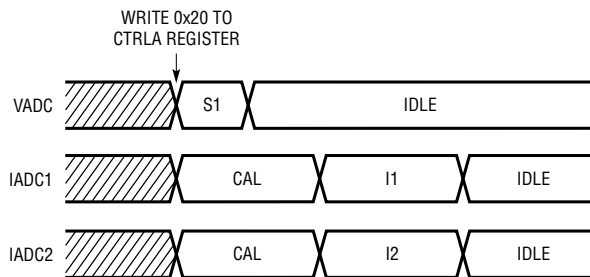 WRITE 0x20 TO
CTRLA REGISTER
VADC S1 IDLE
IADC1 CAL I1 IDLE
IADC2 CAL I2 IDLE